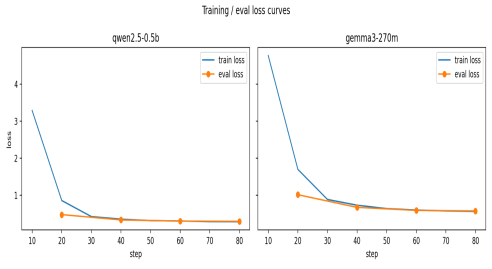 Training / eval loss curves
qwen2.5-0.5b
gemma3-270m
train loss
eval loss
train loss
eval loss
4
3
2
1
loss
10 20 30 40 50 60 70 80
10 20 30 40 50 60 70 80
step
step